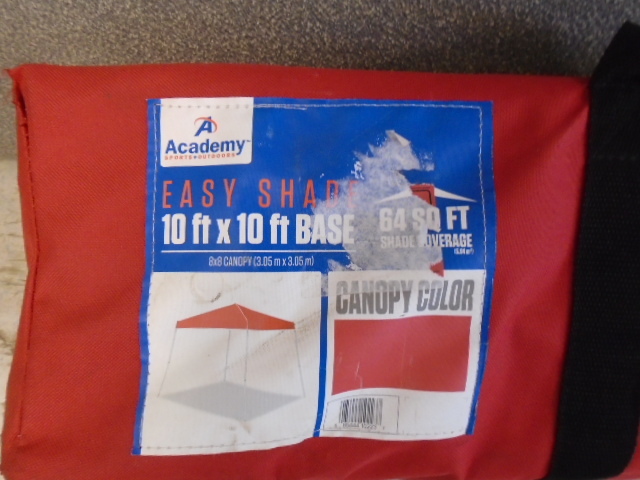 Academy
SPORTS+OUTDOORS
EASY SHADE
10 ft x 10 ft BASE
8x8 CANOPY (3.05 m x 3.05 m)
64 SQ FT
SHADE COVERAGE
CANOPY COLOR